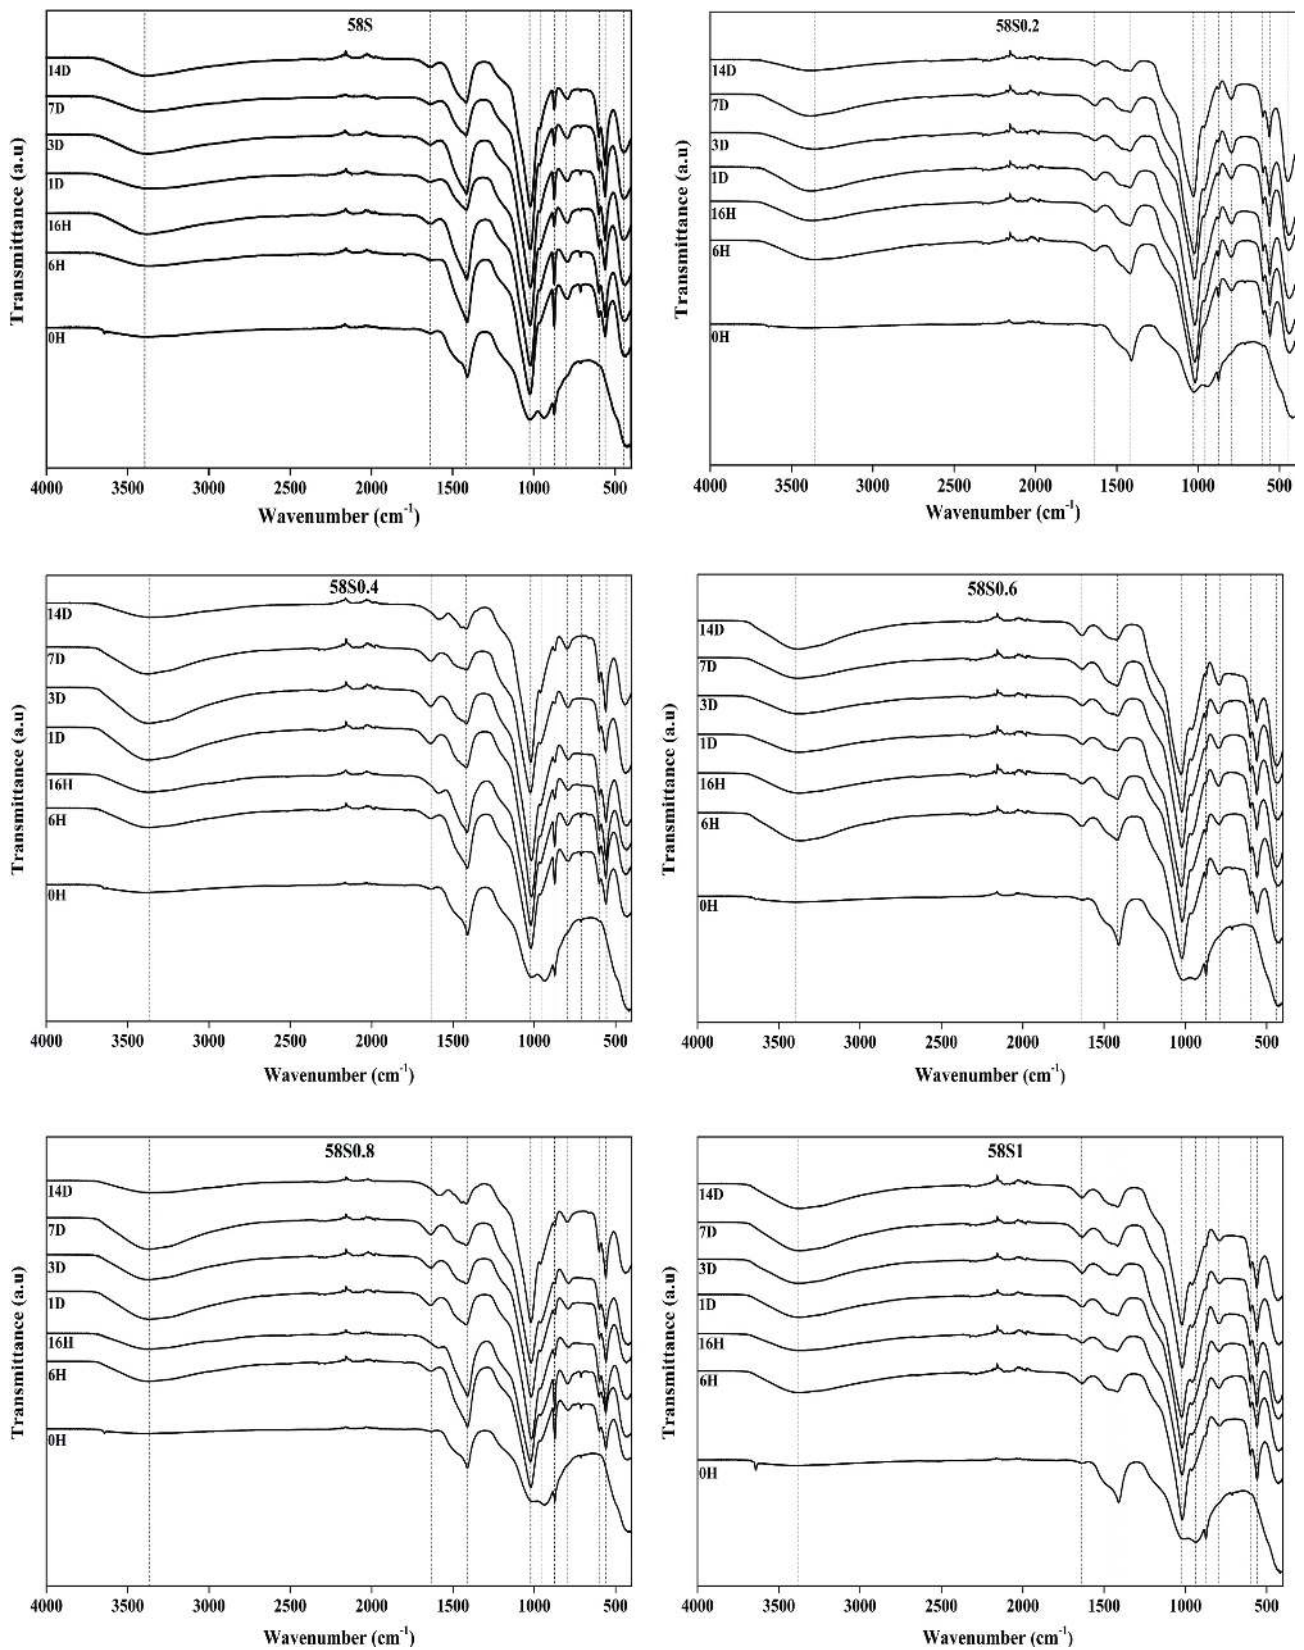 58S
14D
7D
3D
1D
16H
6H
0H
Transmittance (a.u)
4000 3500 3000 2500 2000 1500 1000 500
Wavenumber (cm⁻¹)
58S0.2
14D
7D
3D
1D
16H
6H
0H
Transmittance (a.u)
4000 3500 3000 2500 2000 1500 1000 500
Wavenumber (cm⁻¹)
58S0.4
14D
7D
3D
1D
16H
6H
0H
Transmittance (a.u)
4000 3500 3000 2500 2000 1500 1000 500
Wavenumber (cm⁻¹)
58S0.6
14D
7D
3D
1D
16H
6H
0H
Transmittance (a.u)
4000 3500 3000 2500 2000 1500 1000 500
Wavenumber (cm⁻¹)
58S0.8
14D
7D
3D
1D
16H
6H
0H
Transmittance (a.u)
4000 3500 3000 2500 2000 1500 1000 500
Wavenumber (cm⁻¹)
58S1
14D
7D
3D
1D
16H
6H
0H
Transmittance (a.u)
4000 3500 3000 2500 2000 1500 1000 500
Wavenumber (cm⁻¹)